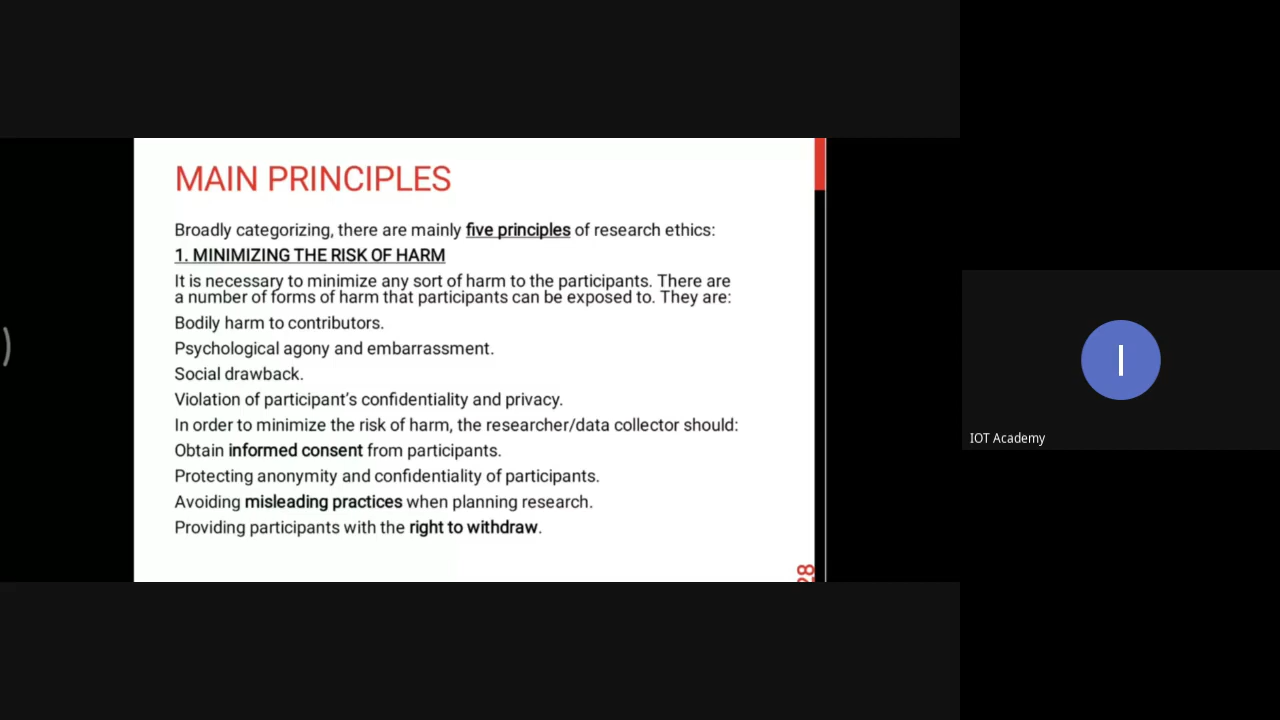 MAIN PRINCIPLES
Broadly categorizing, there are mainly five principles of research ethics:
1. MINIMIZING THE RISK OF HARM
It is necessary to minimize any sort of harm to the participants. There are
a number of forms of harm that participants can be exposed to. They are:
Bodily harm to contributors.
Psychological agony and embarrassment.
Social drawback.
Violation of participant’s confidentiality and privacy.
In order to minimize the risk of harm, the researcher/data collector should:
Obtain informed consent from participants.
Protecting anonymity and confidentiality of participants.
Avoiding misleading practices when planning research.
Providing participants with the right to withdraw.
28
I
IOT Academy